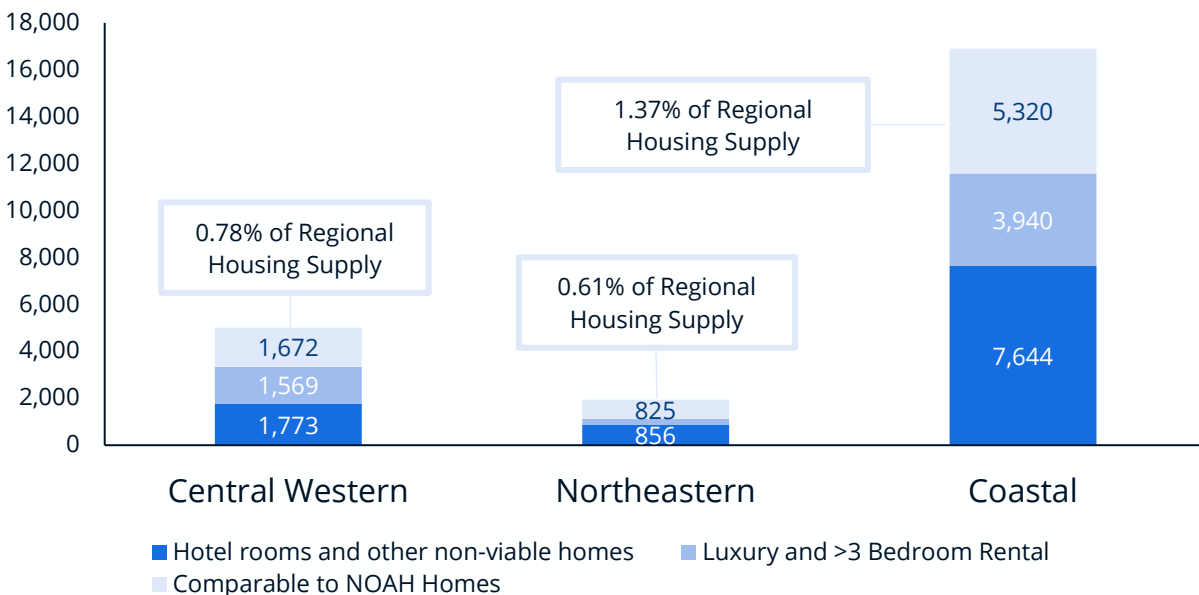 18,000
16,000
14,000
12,000
10,000
8,000
6,000
4,000
2,000
0
0.78% of Regional
Housing Supply
1,672
1,569
1,773
0.61% of Regional
Housing Supply
825
856
1.37% of Regional
Housing Supply
5,320
3,940
7,644
Central Western
Northeastern
Coastal
Hotel rooms and other non-viable homes
Luxury and >3 Bedroom Rental
Comparable to NOAH Homes